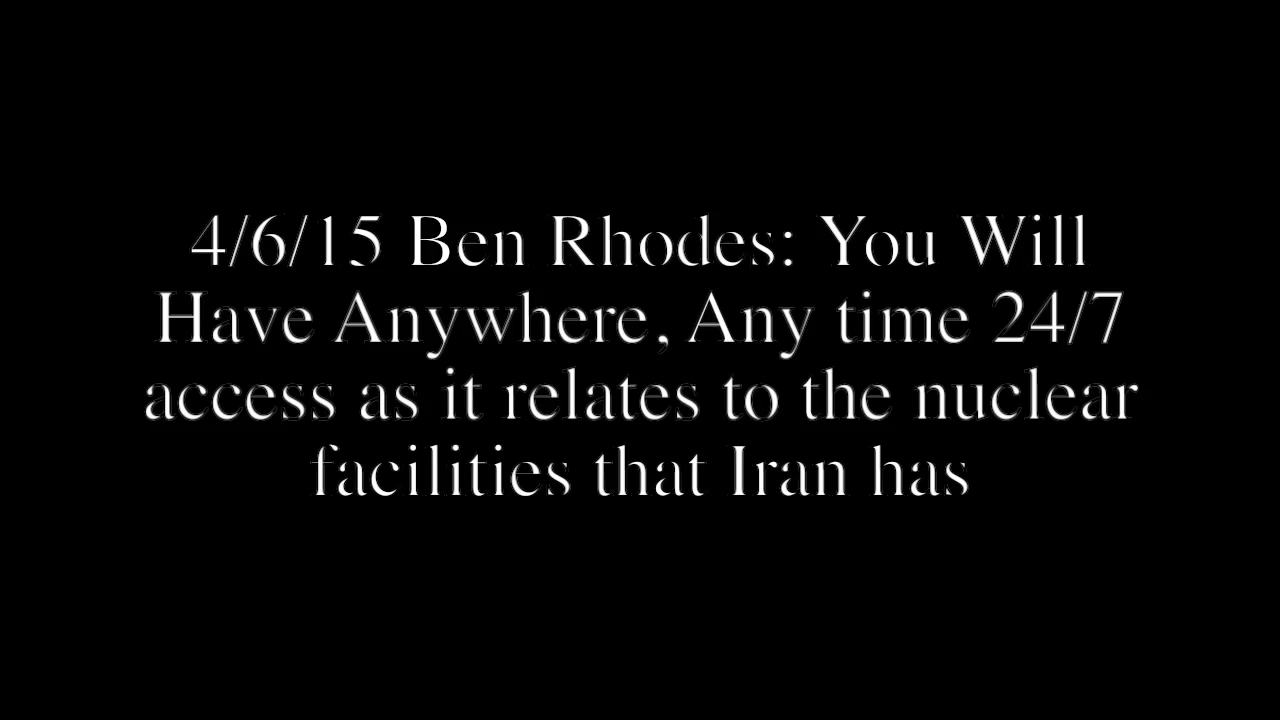 4/6/15 Ben Rhodes: You Will
Have Anywhere, Any time 24/7
access as it relates to the nuclear
facilities that Iran has